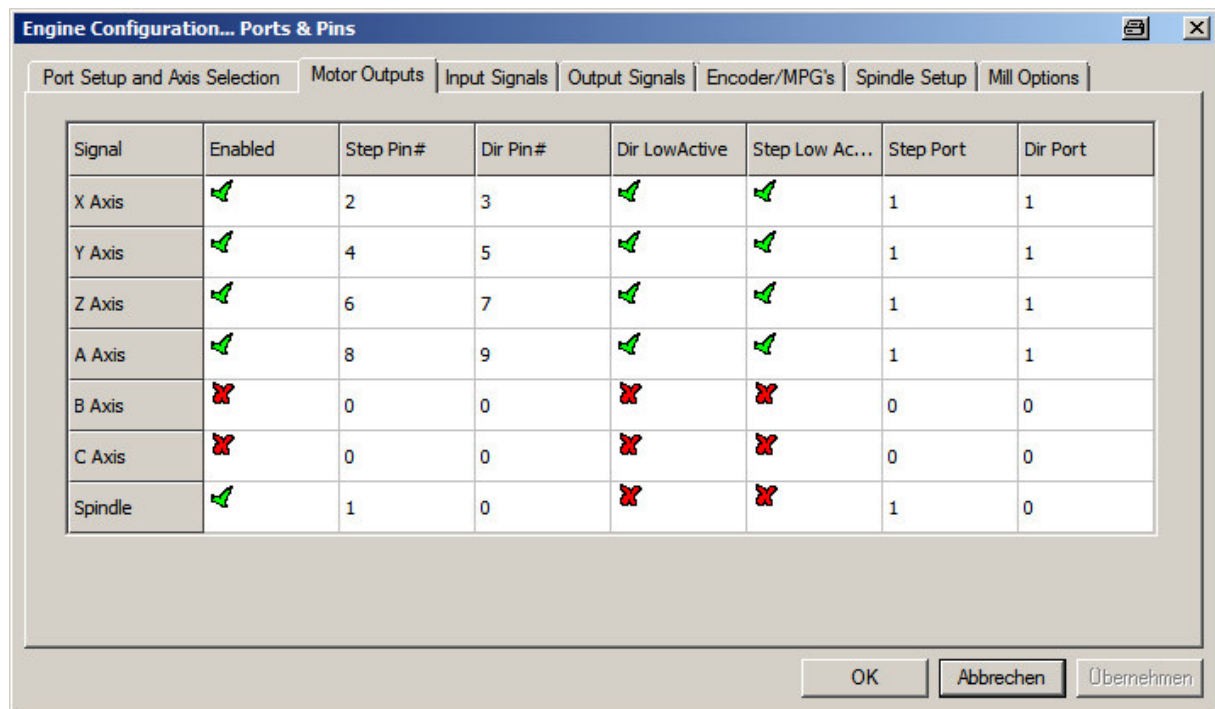 Engine Configuration... Ports & Pins
Port Setup and Axis Selection Motor Outputs Input Signals Output Signals Encoder/MPG's Spindle Setup Mill Options
Signal Enabled Step Pin# Dir Pin# Dir LowActive Step Low Ac... Step Port Dir Port
X Axis 2 3 1 1
Y Axis 4 5 1 1
Z Axis 6 7 1 1
A Axis 8 9 1 1
B Axis 0 0 0 0
C Axis 0 0 0 0
Spindle 1 0 1 0
OK Abbrechen Übernehmen